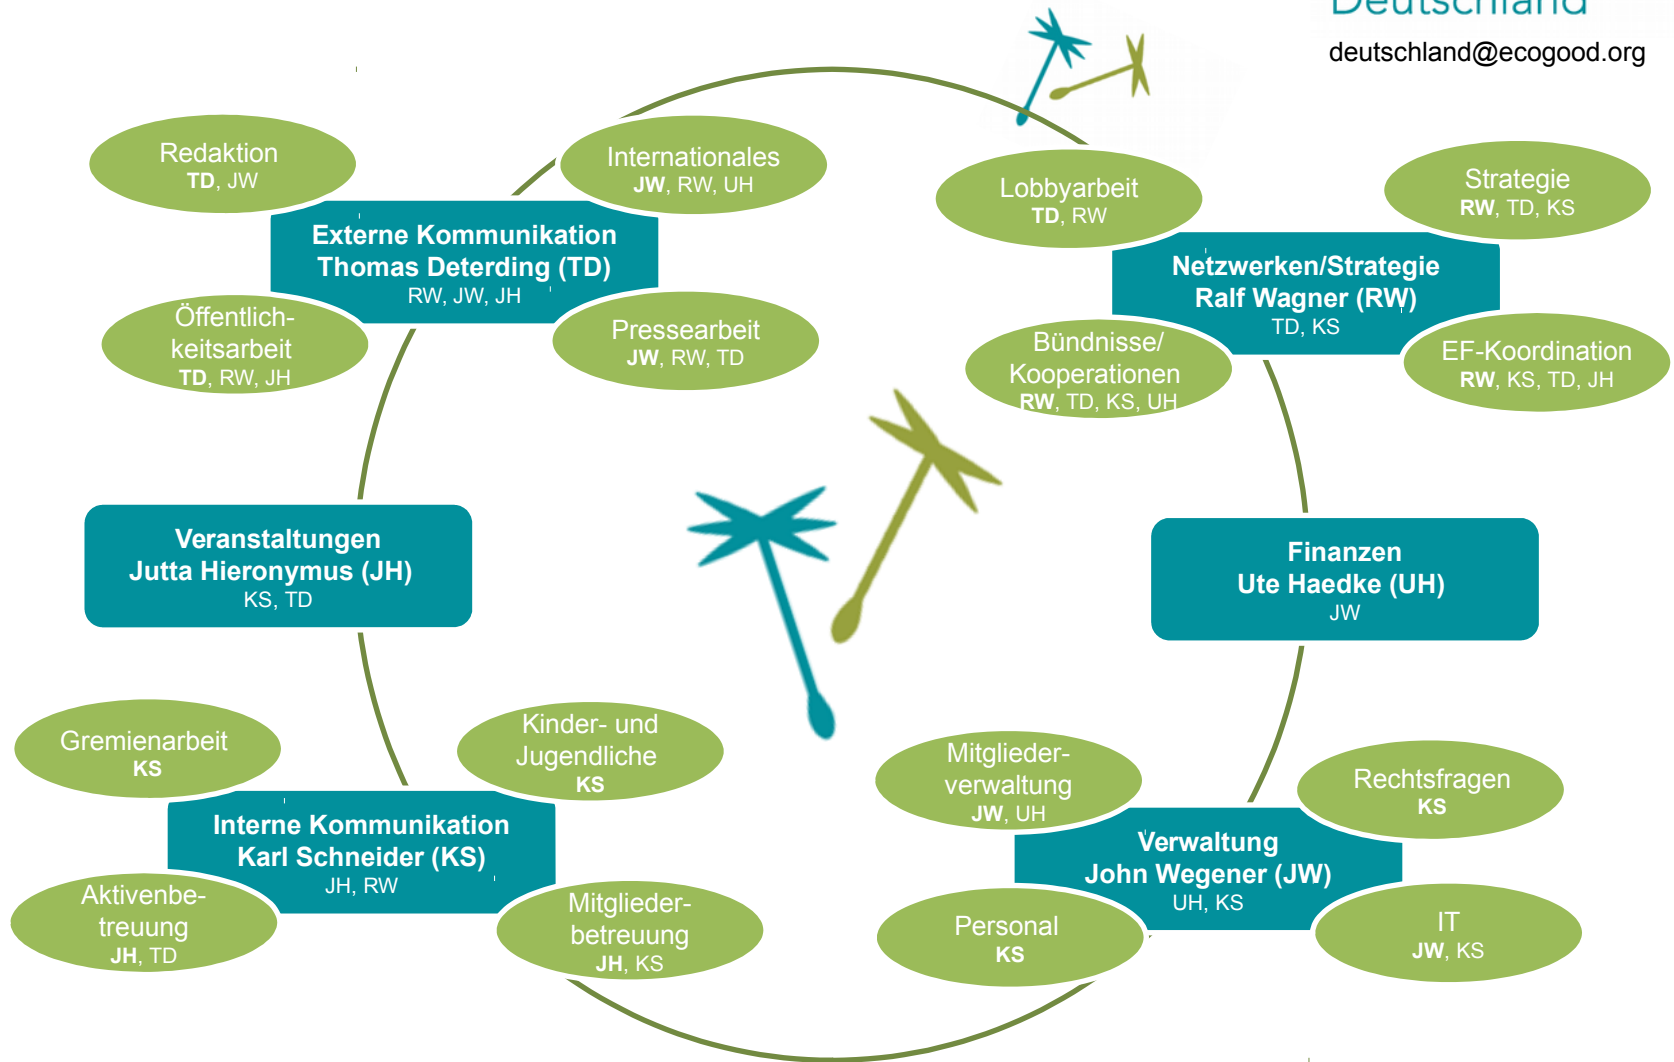 Deutschland
deutschland@ecogood.org
Redaktion
TD, JW
Internationales
JW, RW, UH
Externe Kommunikation
Thomas Deterding (TD)
RW, JW, JH
Öffentlich-
keitsarbeit
TD, RW, JH
Pressearbeit
JW, RW, TD
Lobbyarbeit
TD, RW
Strategie
RW, TD, KS
Netzwerken/Strategie
Ralf Wagner (RW)
TD, KS
Bündnisse/
Kooperationen
RW, TD, KS, UH
EF-Koordination
RW, KS, TD, JH
Veranstaltungen
Jutta Hieronymus (JH)
KS, TD
Finanzen
Ute Haedke (UH)
JW
Gremienarbeit
KS
Kinder- und
Jugendliche
KS
Interne Kommunikation
Karl Schneider (KS)
JH, RW
Aktivenbe-
treuung
JH, TD
Mitglieder-
betreuung
JH, KS
Mitglieder-
verwaltung
JW, UH
Rechtsfragen
KS
Verwaltung
John Wegener (JW)
UH, KS
Personal
KS
IT
JW, KS